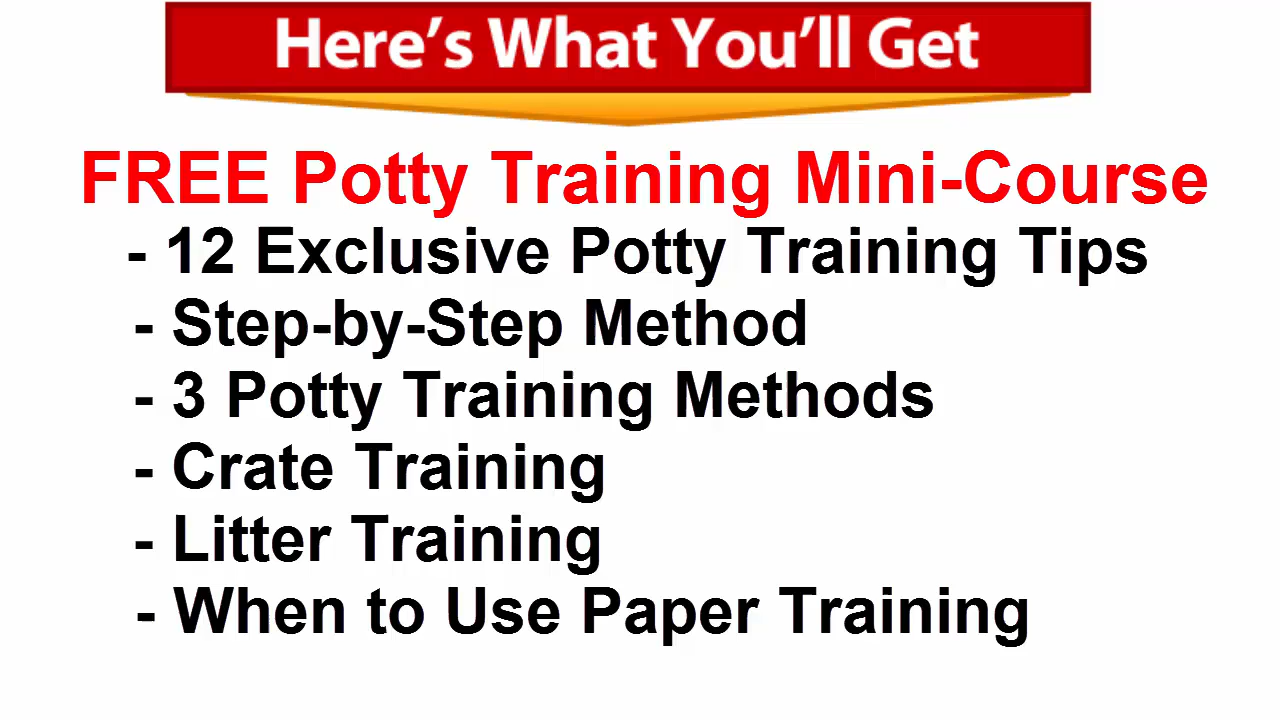 Here's What You'll Get
FREE Potty Training Mini-Course
- 12 Exclusive Potty Training Tips
- Step-by-Step Method
- 3 Potty Training Methods
- Crate Training
- Litter Training
- When to Use Paper Training